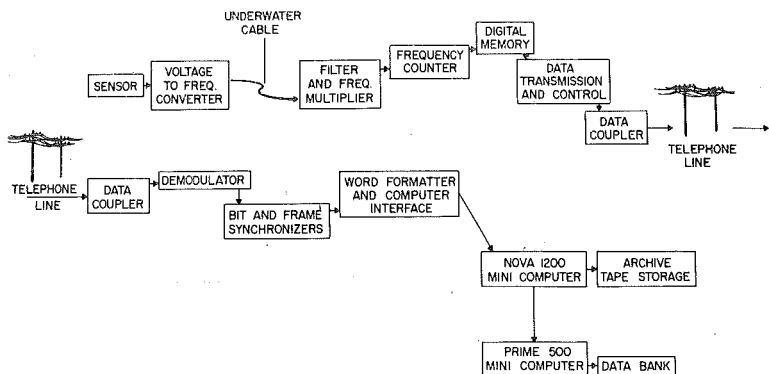 UNDERWATER
CABLE
SENSOR
VOLTAGE
TO FREQ.
CONVERTER
FILTER
AND FREQ.
MULTIPLIER
FREQUENCY
COUNTER
DIGITAL
MEMORY
DATA
TRANSMISSION
AND CONTROL
DATA
COUPLER
TELEPHONE
LINE
TELEPHONE
LINE
DATA
COUPLER
DEMODULATOR
BIT AND FRAME
SYNCHRONIZERS
WORD FORMATTER
AND COMPUTER
INTERFACE
NOVA 1200
MINI COMPUTER
ARCHIVE
TAPE STORAGE
PRIME 500
MINI COMPUTER
DATA BANK